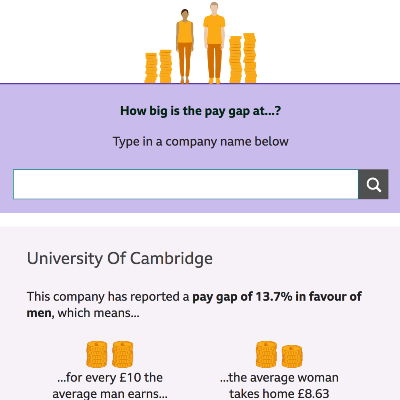 How big is the pay gap at...?
Type in a company name below
University Of Cambridge
This company has reported a pay gap of 13.7% in favour of
men, which means...
...for every £10 the
average man earns...
...the average woman
takes home £8.63